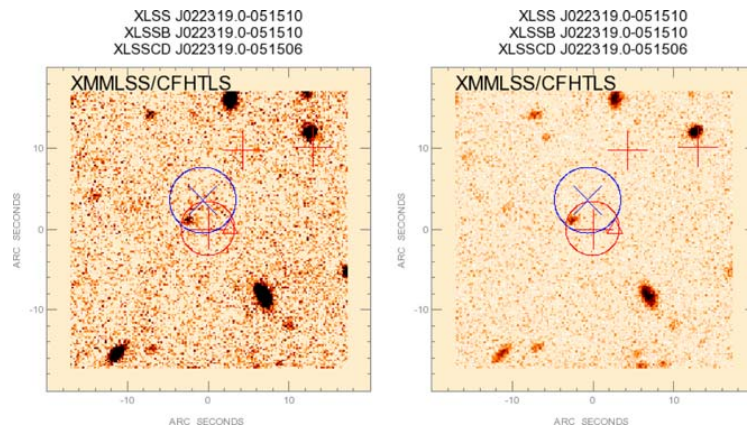 XLSS J022319.0-051510
XLSSB J022319.0-051510
XLSSCD J022319.0-051506
XMMLSS/CFHTLS
10
0
-10
ARC SECONDS
-10
0
10
ARC SECONDS
XLSS J022319.0-051510
XLSSB J022319.0-051510
XLSSCD J022319.0-051506
XMMLSS/CFHTLS
10
0
-10
ARC SECONDS
-10
0
10
ARC SECONDS